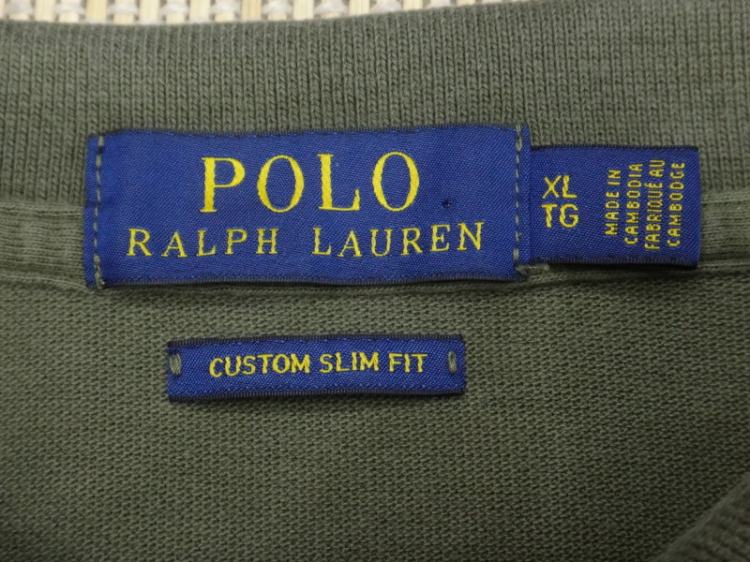 POLO
RALPH LAUREN
XL
TG
MADE IN
CAMBODIA
FABRIQUÉ AU
CAMBODGE
CUSTOM SLIM FIT